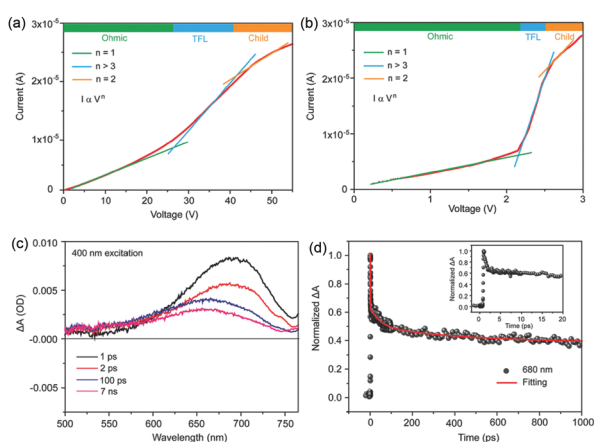 (a)
Ohmic TFL Child
3x10-5
2x10-5
1x10-5
0
Current (A)
n = 1
n > 3
n = 2
I α Vn
0 10 20 30 40 50
Voltage (V)
(b)
Ohmic TFL Child
3x10-5
2x10-5
1x10-5
0
Current (A)
n = 1
n > 3
n = 2
I α Vn
0 1 2 3
Voltage (V)
(c)
400 nm excitation
0.010
0.005
-0.000
-0.005
ΔA (OD)
1 ps
2 ps
100 ps
7 ns
500 550 600 650 700 750
Wavelength (nm)
(d)
1.0
0.8
0.6
0.4
0.2
0.0
Normalized ΔA
1.0
0.8
0.6
0.4
0.2
0.0
Normalized ΔA
0 5 10 15 20
Time (ps)
680 nm
Fitting
0 200 400 600 800 1000
Time (ps)